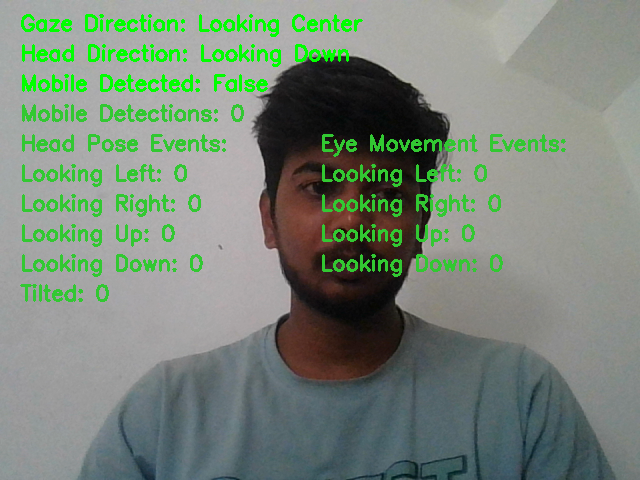 Gaze Direction: Looking Center
Head Direction: Looking Down
Mobile Detected: False
Mobile Detections: 0
Head Pose Events:
Looking Left: 0
Looking Right: 0
Looking Up: 0
Looking Down: 0
Tilted: 0
Eye Movement Events:
Looking Left: 0
Looking Right: 0
Looking Up: 0
Looking Down: 0